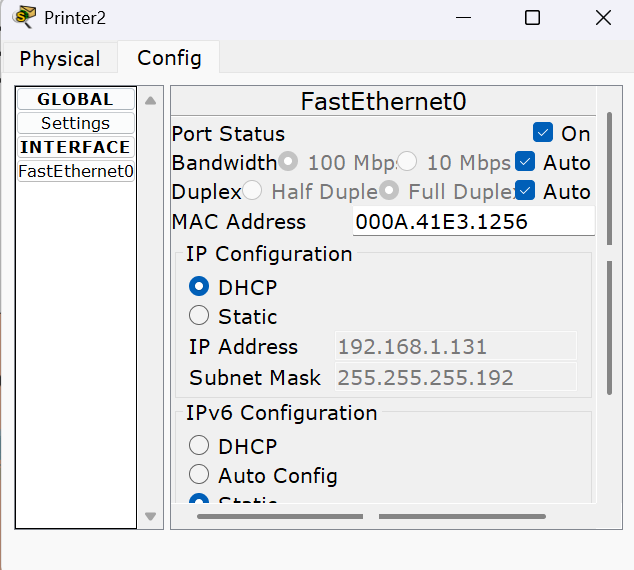 Printer2
Physical
Config
GLOBAL
Settings
INTERFACE
FastEthernet0
FastEthernet0
Port Status
On
Bandwidth 100 Mbp 10 Mbps Auto
Duplex Half Duple Full Duplex Auto
MAC Address 000A.41E3.1256
IP Configuration
DHCP
Static
IP Address 192.168.1.131
Subnet Mask 255.255.255.192
IPv6 Configuration
DHCP
Auto Config
Static